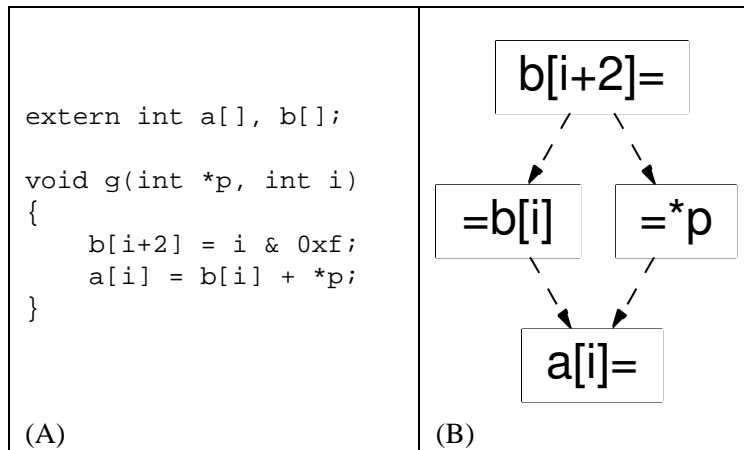 extern int a[], b[];
void g(int *p, int i)
{
    b[i+2] = i & 0xf;
    a[i] = b[i] + *p;
}
(A)
b[i+2]=
=b[i] =*p
a[i]=
(B)